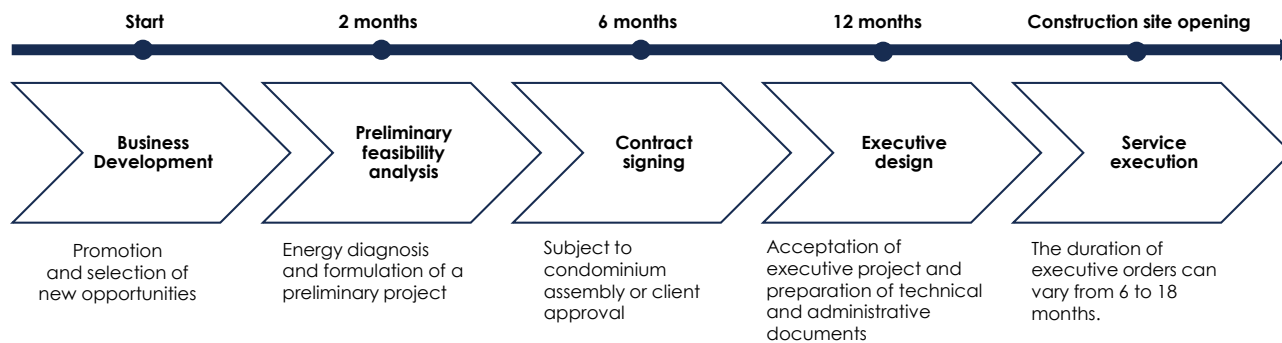 Start
2 months
6 months
12 months
Construction site opening
Business
Development
Preliminary
feasibility
analysis
Contract
signing
Executive
design
Service
execution
Promotion
and selection of
new opportunities
Energy diagnosis
and formulation of a
preliminary project
Subject to
condominium
assembly or client
approval
Acceptation of
executive project and
preparation of technical
and administrative
documents
The duration of
executive orders can
vary from 6 to 18
months.